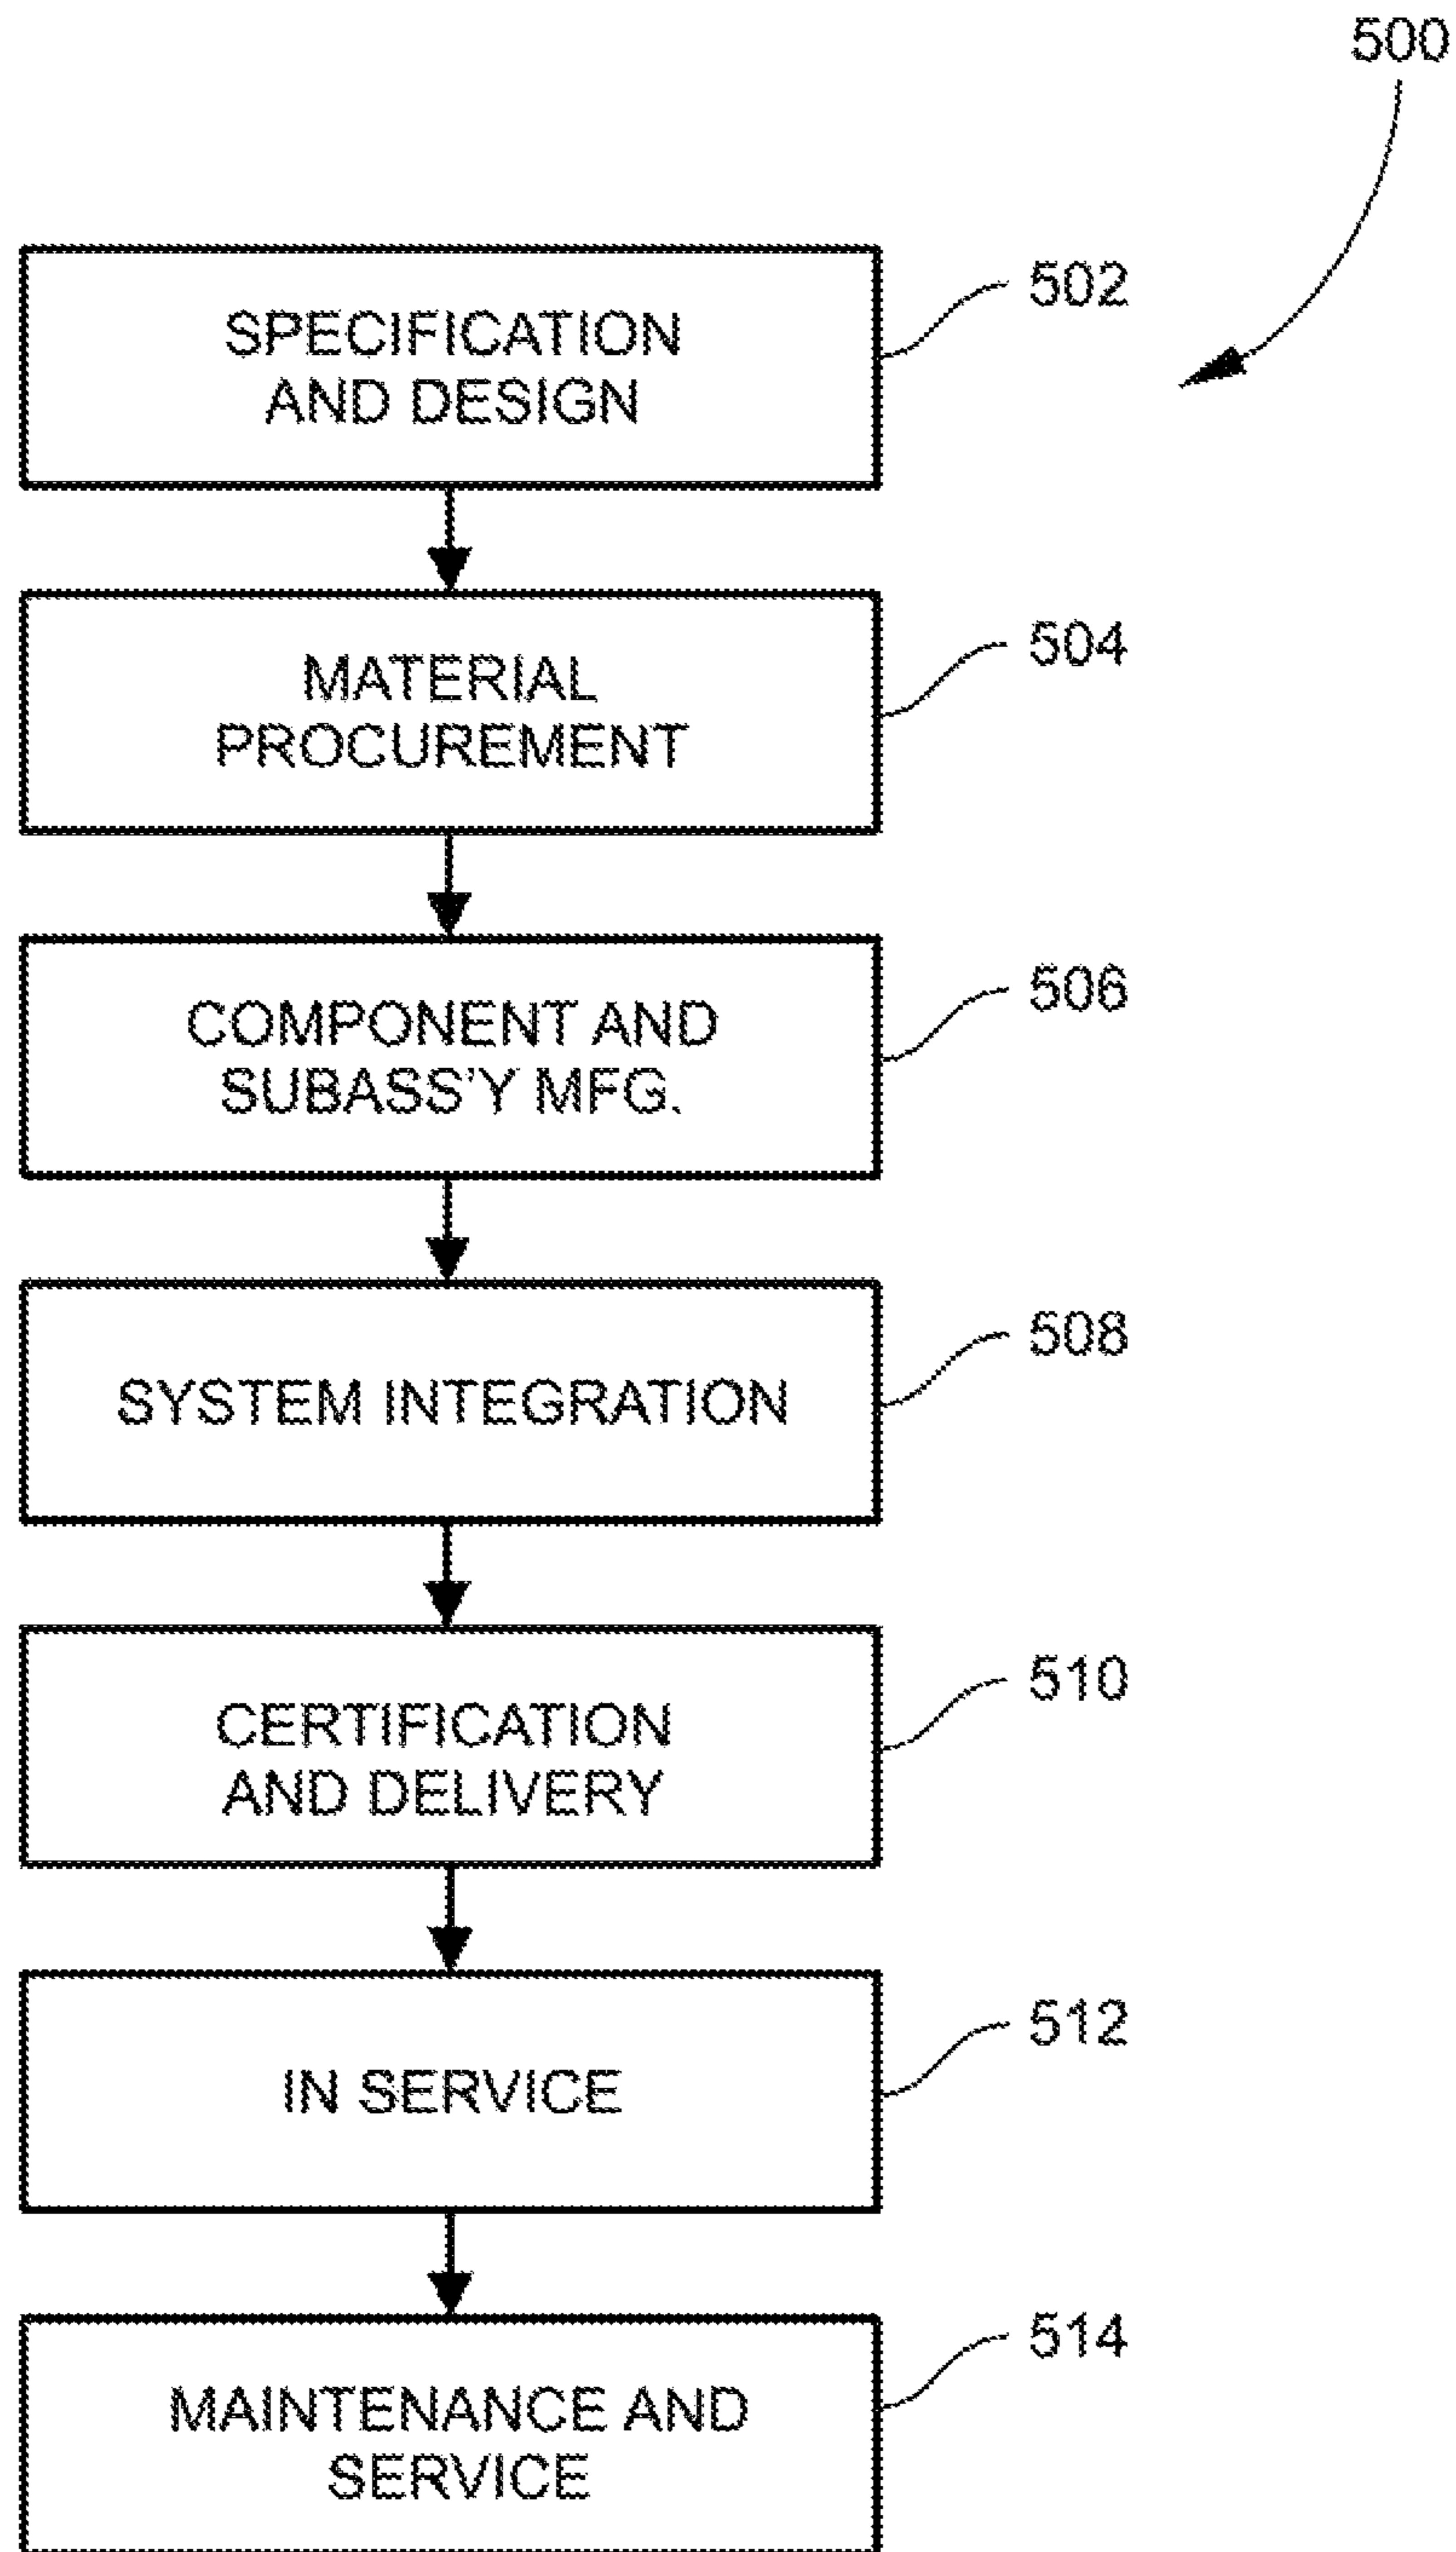 500
SPECIFICATION
AND DESIGN
502
MATERIAL
PROCUREMENT
504
COMPONENT AND
SUBASS'Y MFG.
506
SYSTEM INTEGRATION
508
CERTIFICATION
AND DELIVERY
510
IN SERVICE
512
MAINTENANCE AND
SERVICE
514